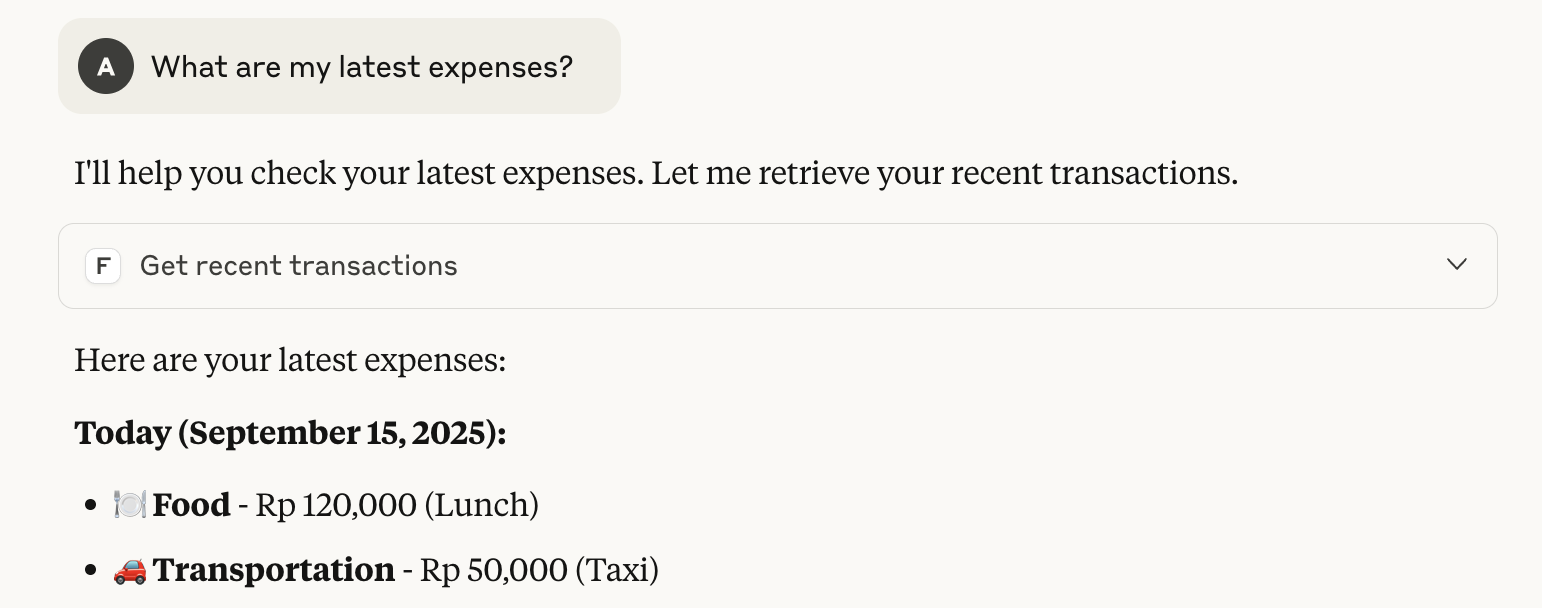 A What are my latest expenses?
I'll help you check your latest expenses. Let me retrieve your recent transactions.
F Get recent transactions
Here are your latest expenses:
Today (September 15, 2025):
• 🍽️ Food - Rp 120,000 (Lunch)
• 🚗 Transportation - Rp 50,000 (Taxi)